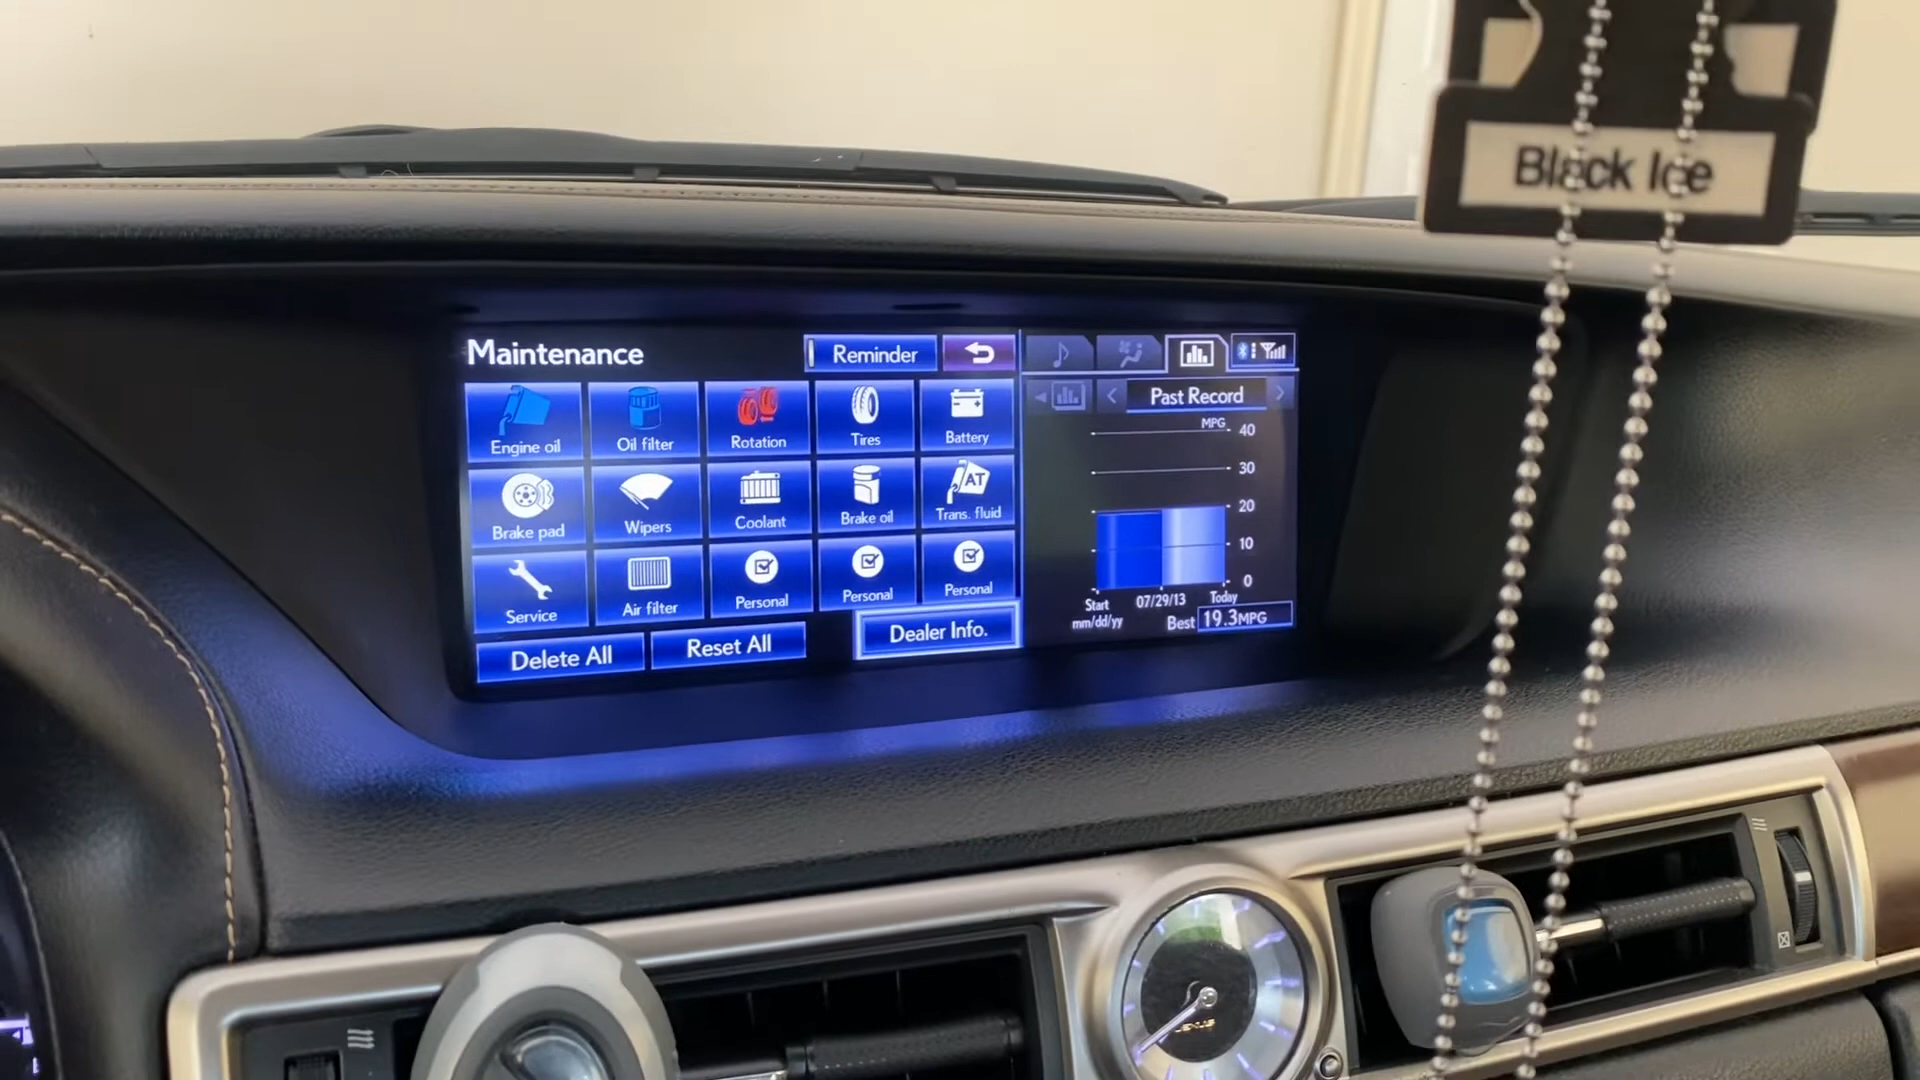 Black Ice
Maintenance
Reminder
Engine oil
Oil filter
Rotation
Tires
Battery
Brake pad
Wipers
Coolant
Brake oil
AT
Trans. fluid
Service
Air filter
Personal
Personal
Personal
Delete All
Reset All
Dealer Info.
Past Record
MPG
40
30
20
10
0
Start
mm/dd/yy
07/29/13
Today
Best 19.3MPG
LEXUS